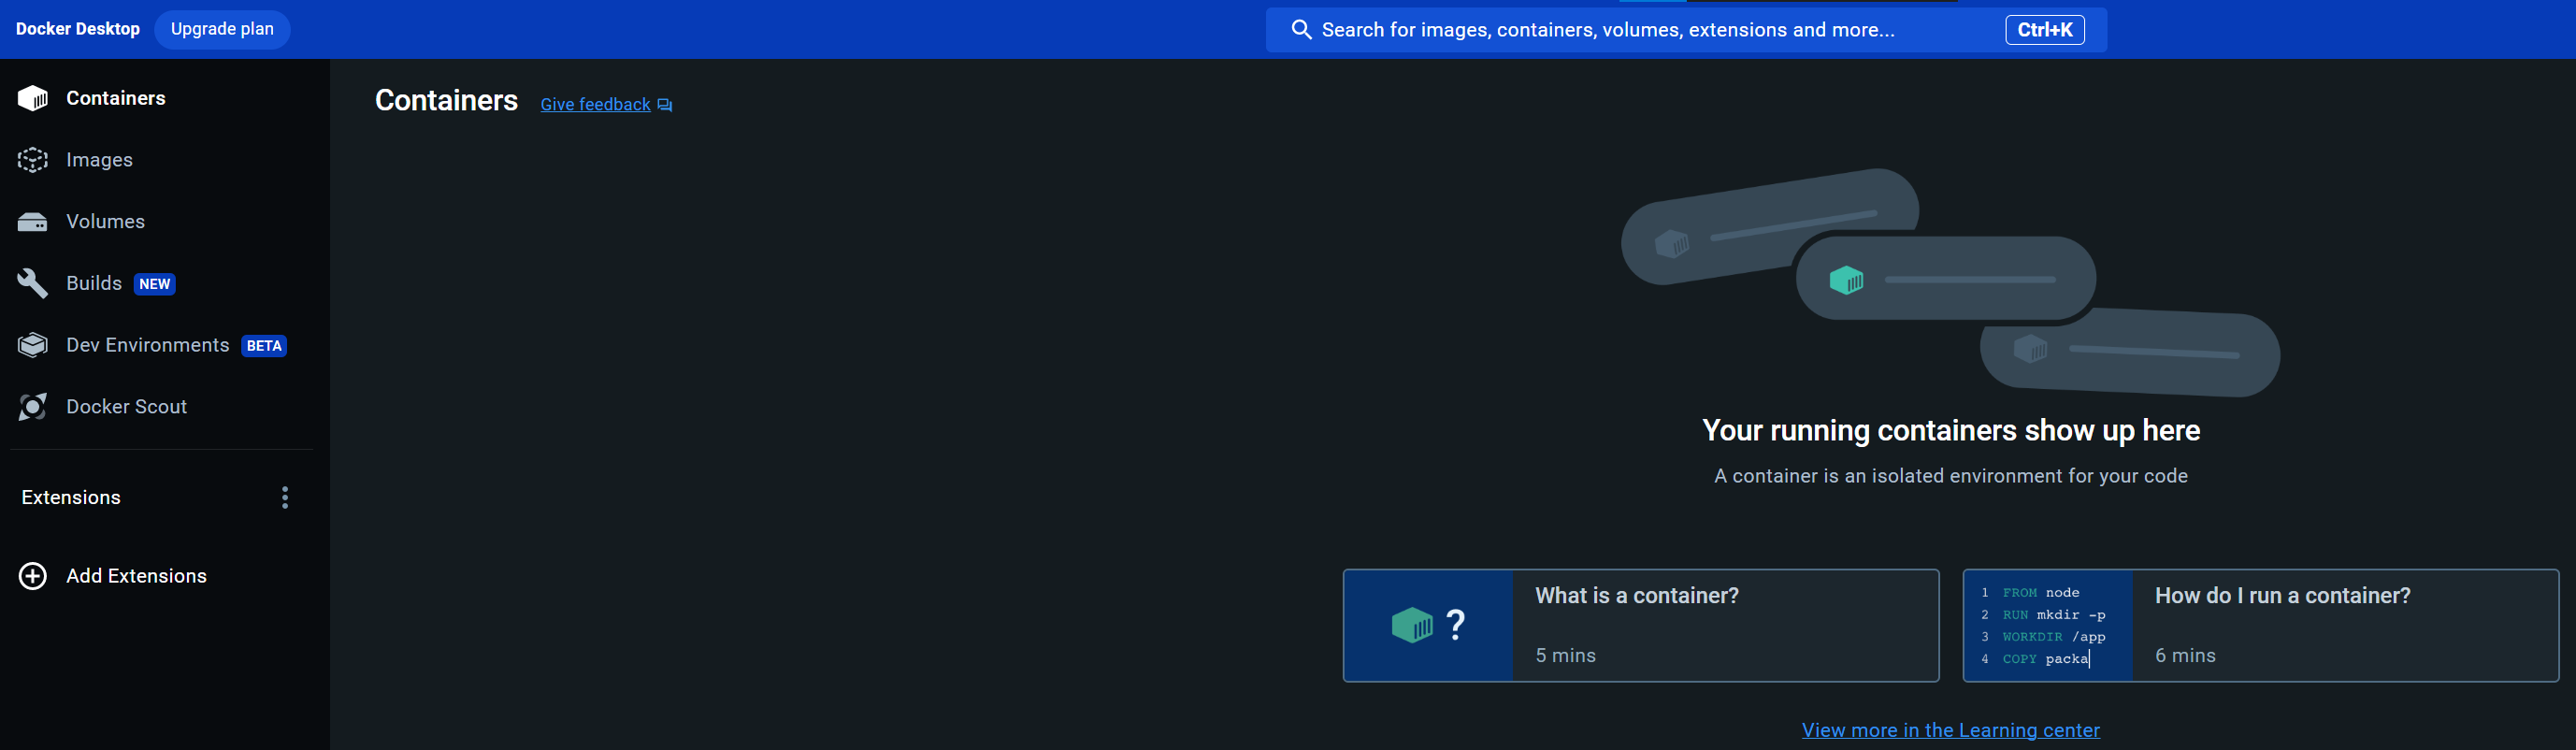 Docker Desktop Upgrade plan
Search for images, containers, volumes, extensions and more... Ctrl+K
Containers
Images
Volumes
Builds NEW
Dev Environments BETA
Docker Scout
Extensions
Add Extensions
Containers Give feedback
Your running containers show up here
A container is an isolated environment for your code
?
What is a container?
5 mins
1 FROM node
2 RUN mkdir -p
3 WORKDIR /app
4 COPY packa
How do I run a container?
6 mins
View more in the Learning center